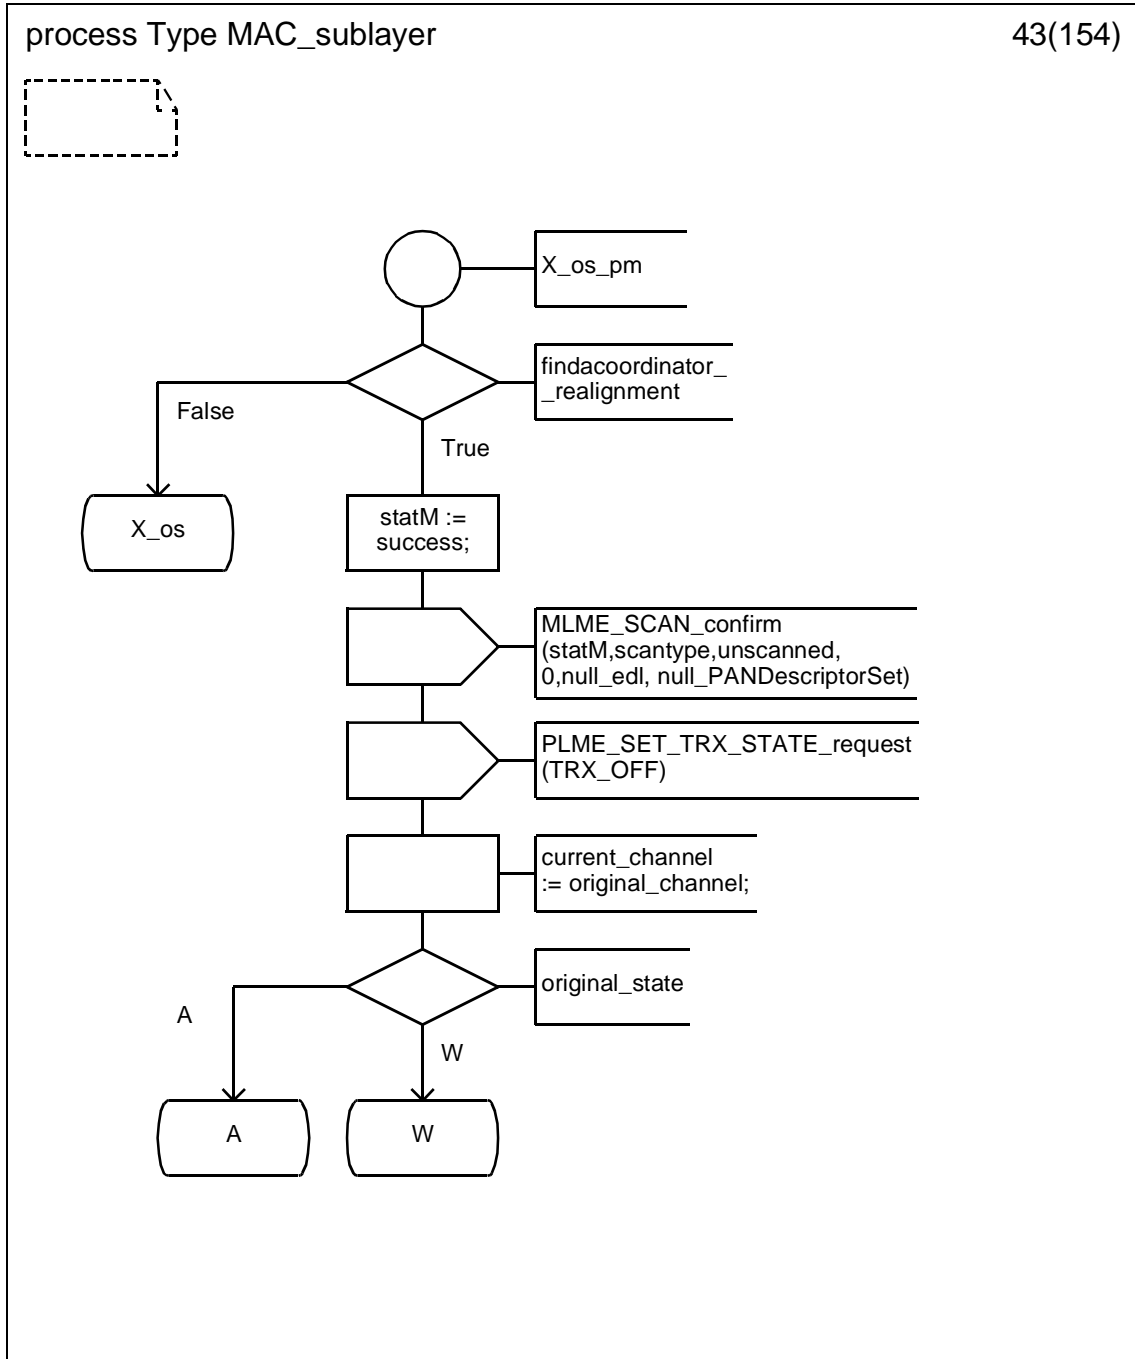 process Type MAC_sublayer
43(154)
X_os_pm
findacoordinator_
_realignment
False
True
X_os
statM :=
success;
MLME_SCAN_confirm
(statM,scantype,unscanned,
0,null_edl, null_PANDescriptorSet)
PLME_SET_TRX_STATE_request
(TRX_OFF)
current_channel
:= original_channel;
original_state
A
W
A
W